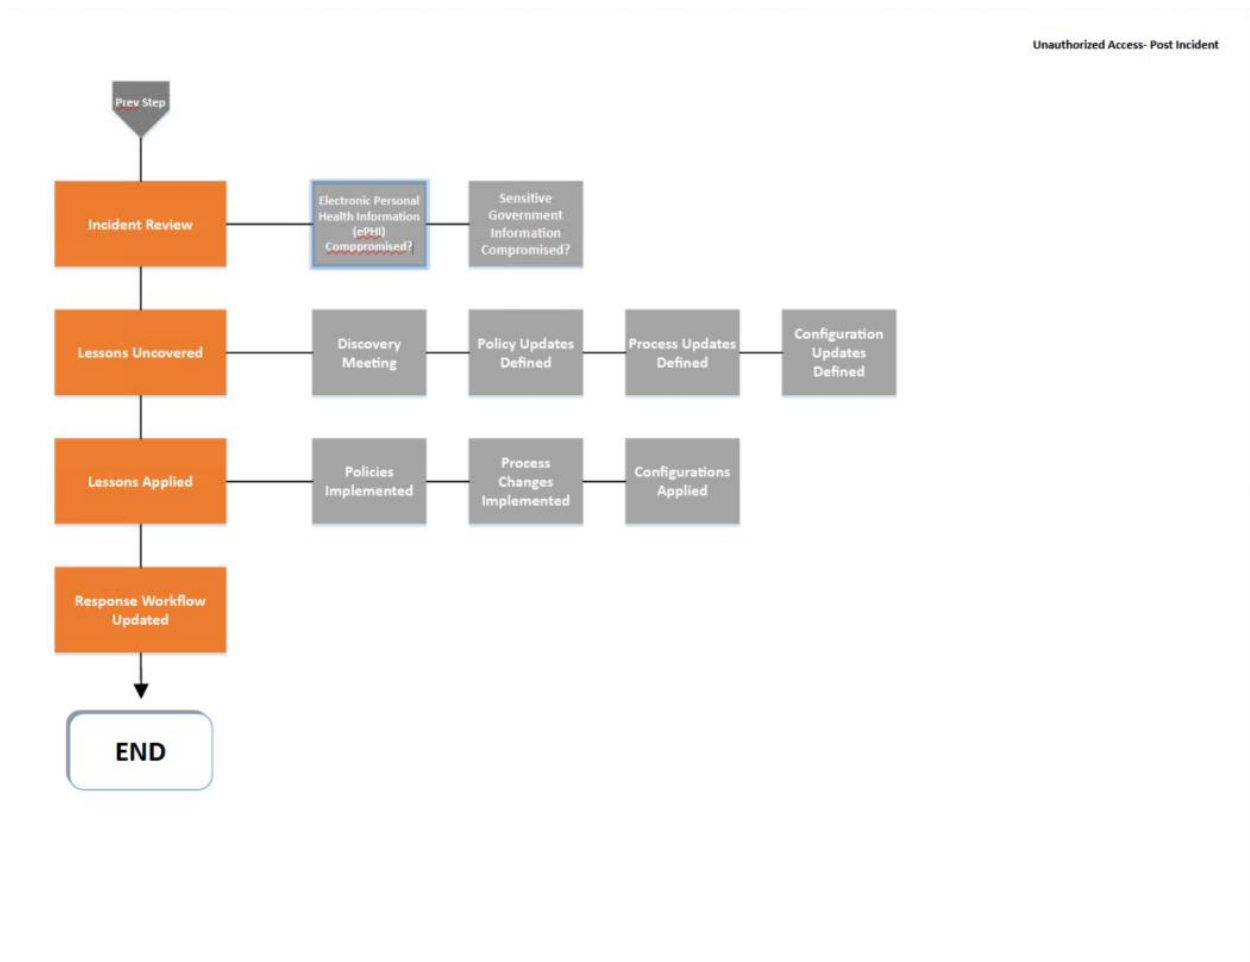 Unauthorized Access- Post Incident
Prev Step
Incident Review
Electronic Personal
Health Information
(ePHI)
Comppromised?
Sensitive
Government
Information
Compromised?
Lessons Uncovered
Discovery
Meeting
Policy Updates
Defined
Process Updates
Defined
Configuration
Updates
Defined
Lessons Applied
Policies
Implemented
Process
Changes
Implemented
Configurations
Applied
Response Workflow
Updated
END